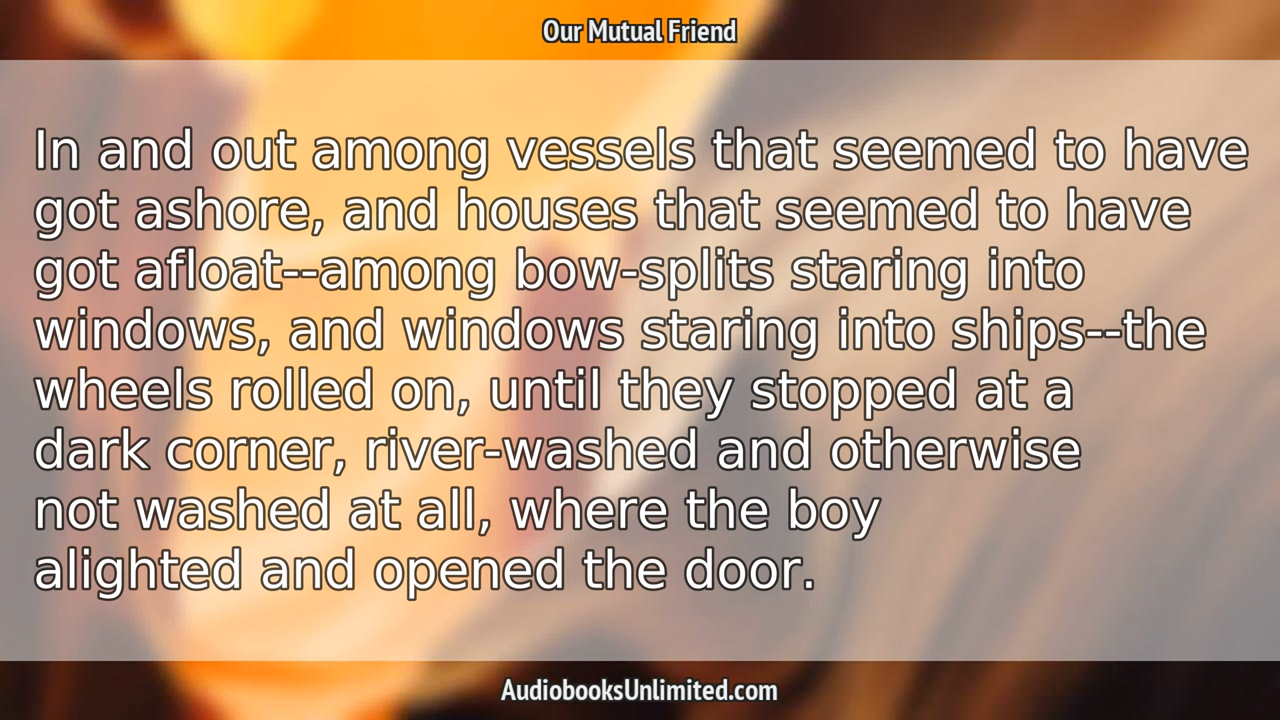 Our Mutual Friend
In and out among vessels that seemed to have
got ashore, and houses that seemed to have
got afloat--among bow-splits staring into
windows, and windows staring into ships--the
wheels rolled on, until they stopped at a
dark corner, river-washed and otherwise
not washed at all, where the boy
alighted and opened the door.
AudiobooksUnlimited.com